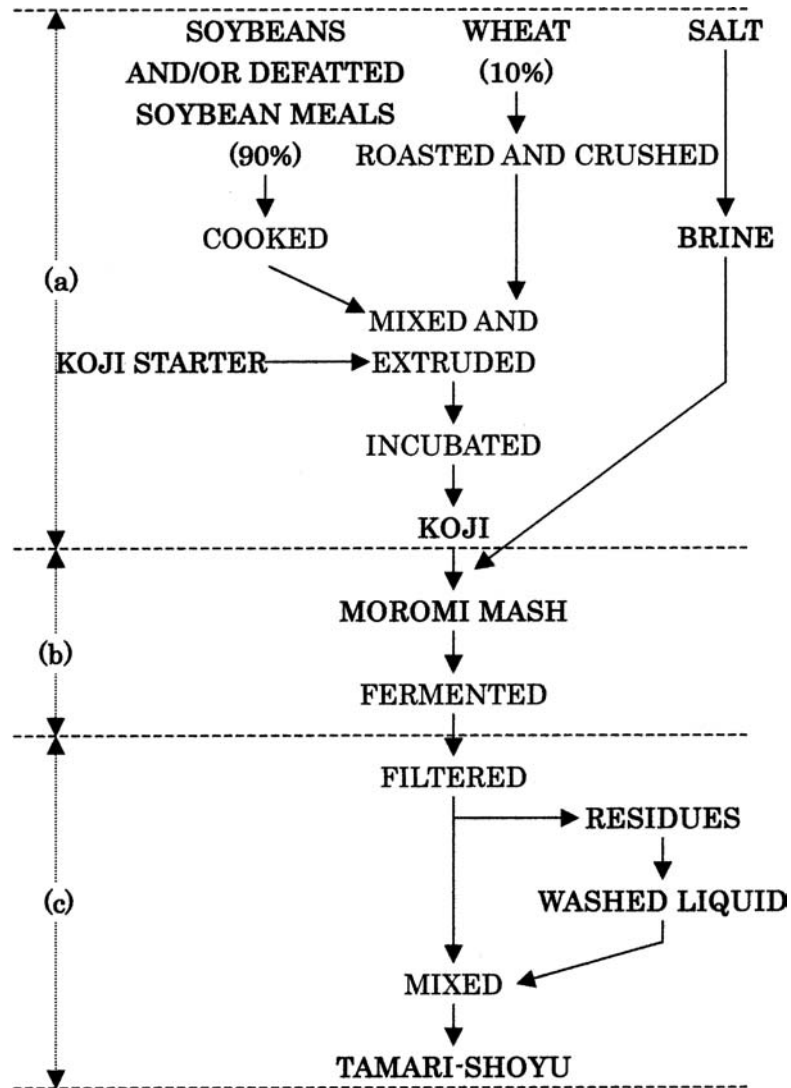 SOYBEANS
AND/OR DEFATTED
SOYBEAN MEALS
(90%)
WHEAT
(10%)
SALT
ROASTED AND CRUSHED
COOKED
BRINE
(a)
MIXED AND
KOJI STARTER
EXTRUDED
INCUBATED
KOJI
MOROMI MASH
(b)
FERMENTED
FILTERED
RESIDUES
(c)
WASHED LIQUID
MIXED
TAMARI-SHOYU